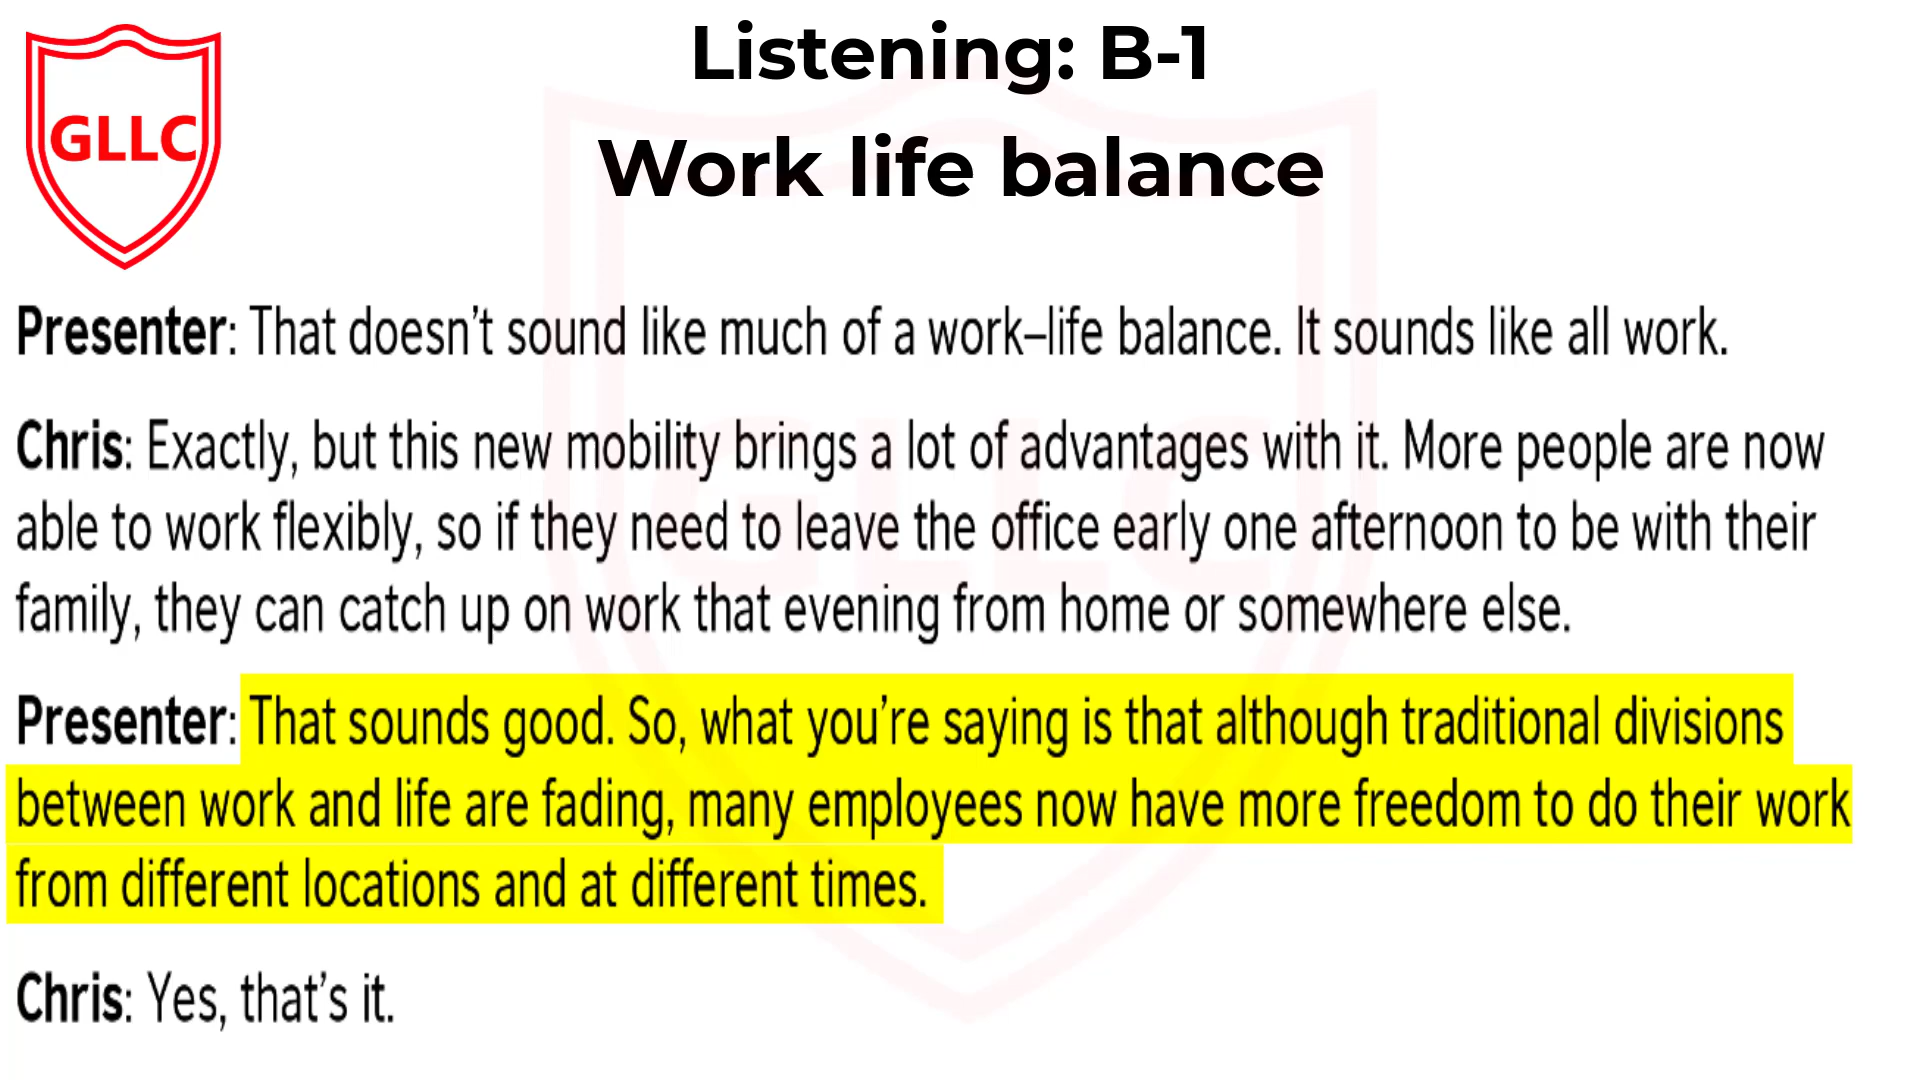 GLLC
Listening: B-1
Work life balance
Presenter: That doesn’t sound like much of a work–life balance. It sounds like all work.
Chris: Exactly, but this new mobility brings a lot of advantages with it. More people are now
able to work flexibly, so if they need to leave the office early one afternoon to be with their
family, they can catch up on work that evening from home or somewhere else.
Presenter: That sounds good. So, what you’re saying is that although traditional divisions
between work and life are fading, many employees now have more freedom to do their work
from different locations and at different times.
Chris: Yes, that’s it.
GLLC